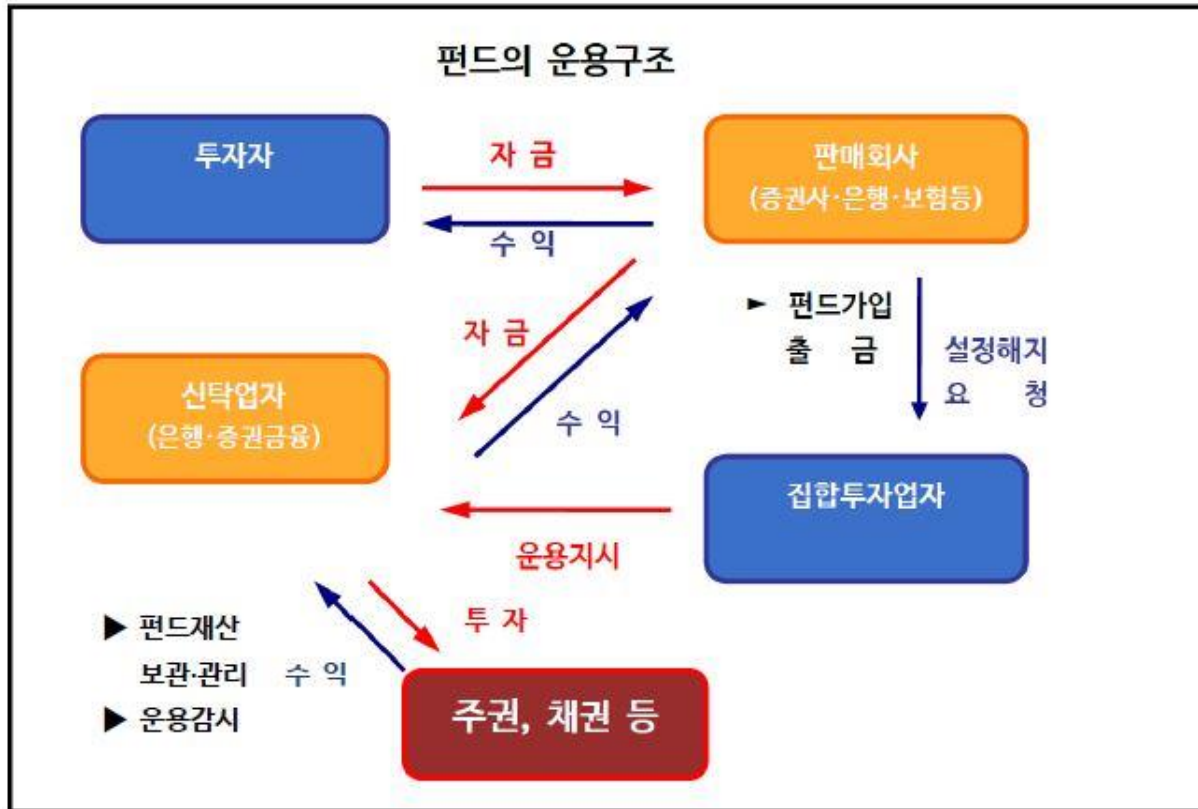 펀드의 운용구조
투자자
자 금
수 익
판매회사
(증권사·은행·보험등)
자 금
수 익
► 펀드가입
출 금
설정해지
요 청
신탁업자
(은행·증권금융)
집합투자업자
운용지시
투 자
수 익
▶ 펀드재산
보관·관리
▶ 운용감시
주권, 채권 등